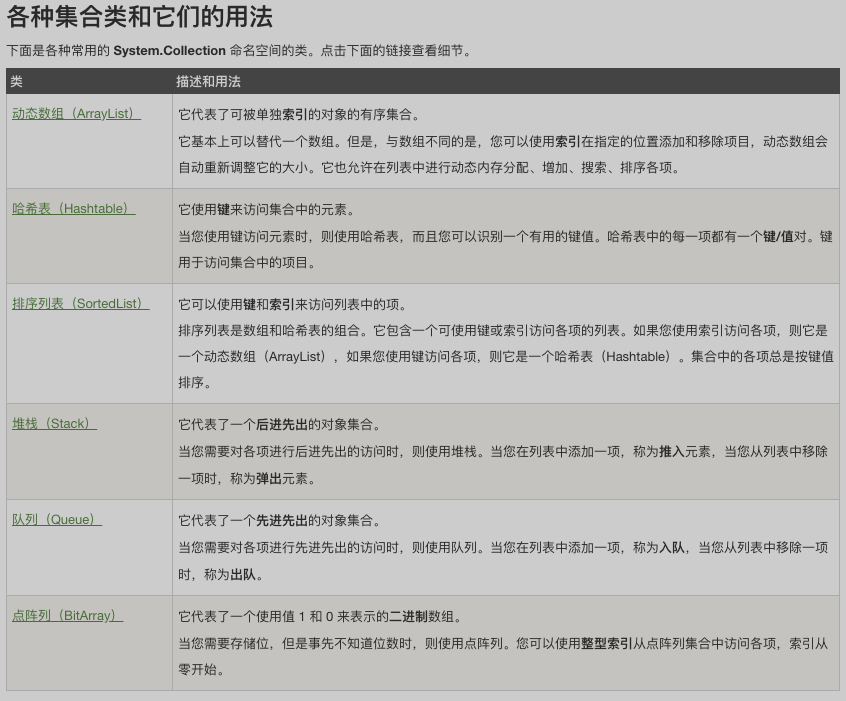 各种集合类和它们的用法
下面是各种常用的 System.Collection 命名空间的类。点击下面的链接查看细节。
类 描述和用法
动态数组（ArrayList） 它代表了可被单独索引的对象的有序集合。
它基本上可以替代一个数组。但是，与数组不同的是，您可以使用索引在指定的位置添加和移除项目，动态数组会
自动重新调整它的大小。它也允许在列表中进行动态内存分配、增加、搜索、排序各项。
哈希表（Hashtable） 它使用键来访问集合中的元素。
当您使用键访问元素时，则使用哈希表，而且您可以识别一个有用的键值。哈希表中的每一项都有一个键/值对。键
用于访问集合中的项目。
排序列表（SortedList） 它可以使用键和索引来访问列表中的项。
排序列表是数组和哈希表的组合。它包含一个可使用键或索引访问各项的列表。如果您使用索引访问各项，则它是
一个动态数组（ArrayList），如果您使用键访问各项，则它是一个哈希表（Hashtable）。集合中的各项总是按键值
排序。
堆栈（Stack） 它代表了一个后进先出的对象集合。
当您需要对各项进行后进先出的访问时，则使用堆栈。当您在列表中添加一项，称为推入元素，当您从列表中移除
一项时，称为弹出元素。
队列（Queue） 它代表了一个先进先出的对象集合。
当您需要对各项进行先进先出的访问时，则使用队列。当您在列表中添加一项，称为入队，当您从列表中移除一项
时，称为出队。
点阵列（BitArray） 它代表了一个使用值 1 和 0 来表示的二进制数组。
当您需要存储位，但是事先不知道位数时，则使用点阵列。您可以使用整型索引从点阵列集合中访问各项，索引从
零开始。